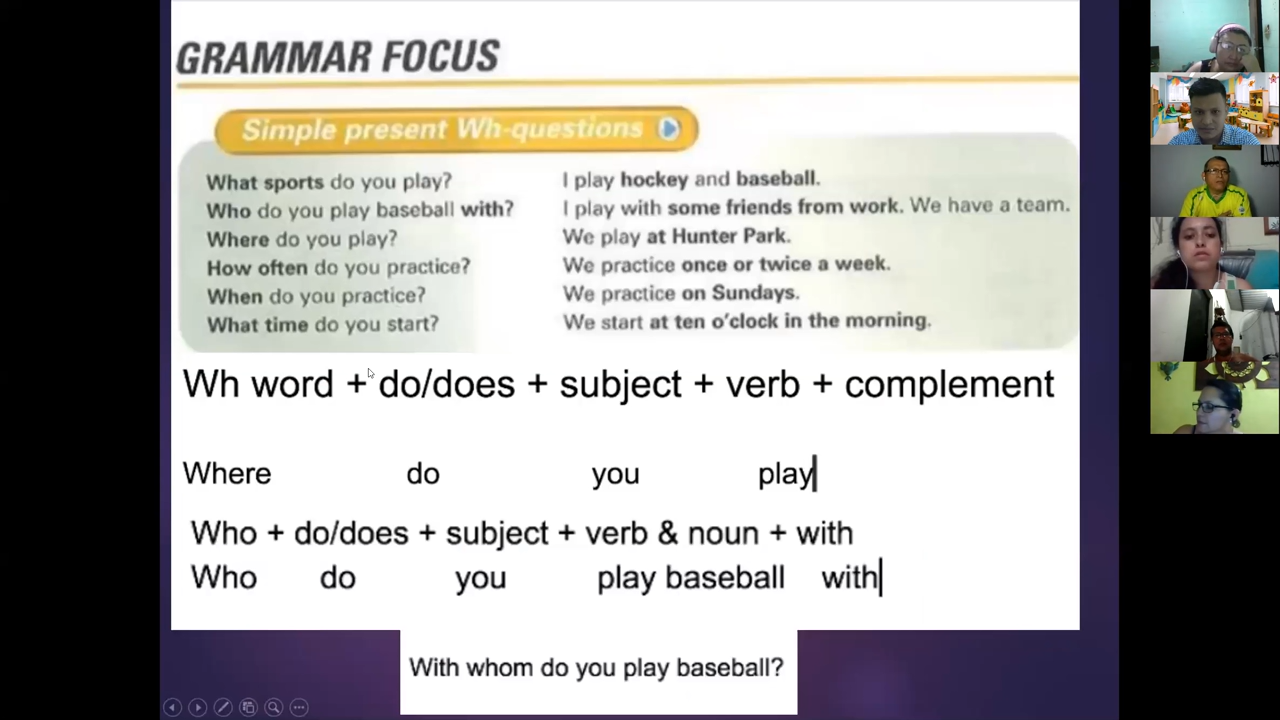 GRAMMAR FOCUS
Simple present Wh-questions
What sports do you play? I play hockey and baseball.
Who do you play baseball with? I play with some friends from work. We have a team.
Where do you play? We play at Hunter Park.
How often do you practice? We practice once or twice a week.
When do you practice? We practice on Sundays.
What time do you start? We start at ten o'clock in the morning.
Wh word + do/does + subject + verb + complement
Where do you play
Who + do/does + subject + verb & noun + with
Who do you play baseball with
With whom do you play baseball?